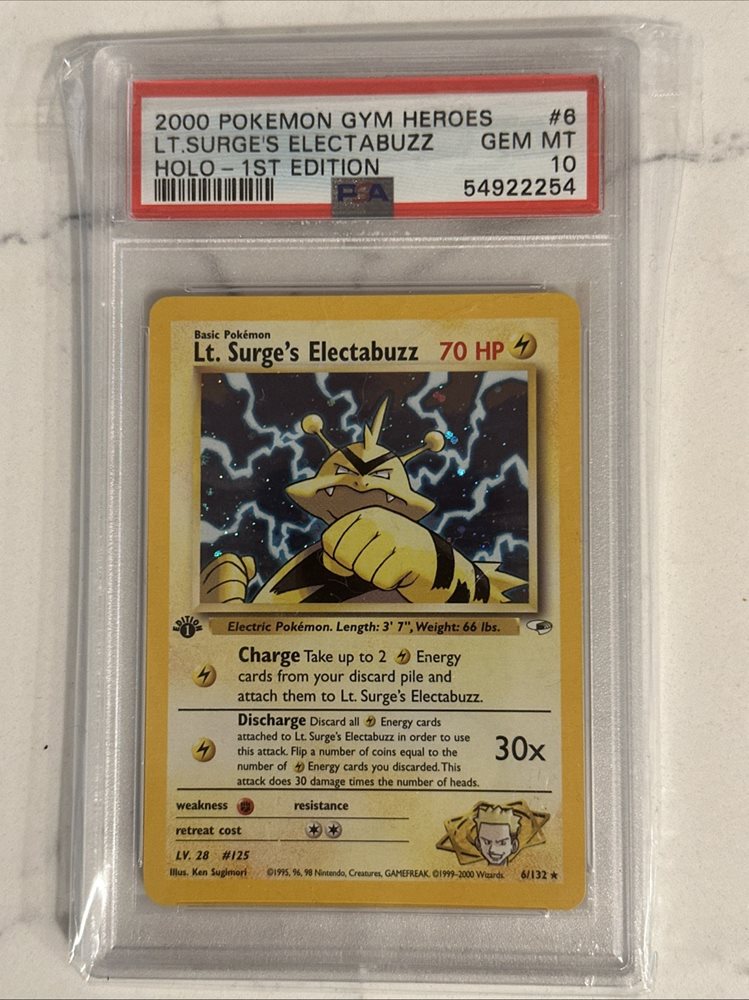 2000 POKEMON GYM HEROES #6
LT.SURGE'S ELECTABUZZ GEM MT
HOLO - 1ST EDITION 10
PSA 54922254
Basic Pokémon
Lt. Surge's Electabuzz 70 HP
EDITION 1
Electric Pokémon. Length: 3' 7", Weight: 66 lbs.
Charge Take up to 2 Energy
cards from your discard pile and
attach them to Lt. Surge's Electabuzz.
Discharge Discard all Energy cards
attached to Lt. Surge's Electabuzz in order to use
this attack. Flip a number of coins equal to the
number of Energy cards you discarded. This
attack does 30 damage times the number of heads.
30x
weakness resistance
retreat cost
LV. 28 #125
Illus. Ken Sugimori ©1995, 96, 98 Nintendo, Creatures, GAMEFREAK. ©1999-2000 Wizards. 6/132 ★